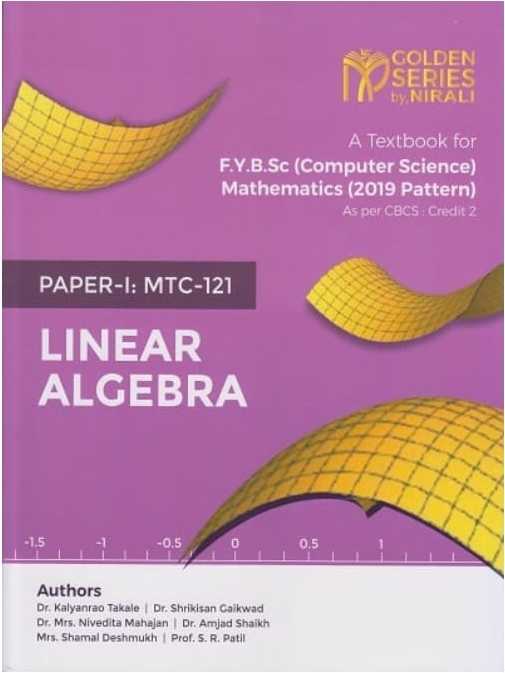 GOLDEN
SERIES
by NIRALI
A Textbook for
F.Y.B.Sc (Computer Science)
Mathematics (2019 Pattern)
As per CBCS : Credit 2
PAPER-I: MTC-121
LINEAR
ALGEBRA
-1.5 -1 -0.5 0 0.5 1
Authors
Dr. Kalyanrao Takale | Dr. Shrikisan Gaikwad
Dr. Mrs. Nivedita Mahajan | Dr. Amjad Shaikh
Mrs. Shamal Deshmukh | Prof. S. R. Patil